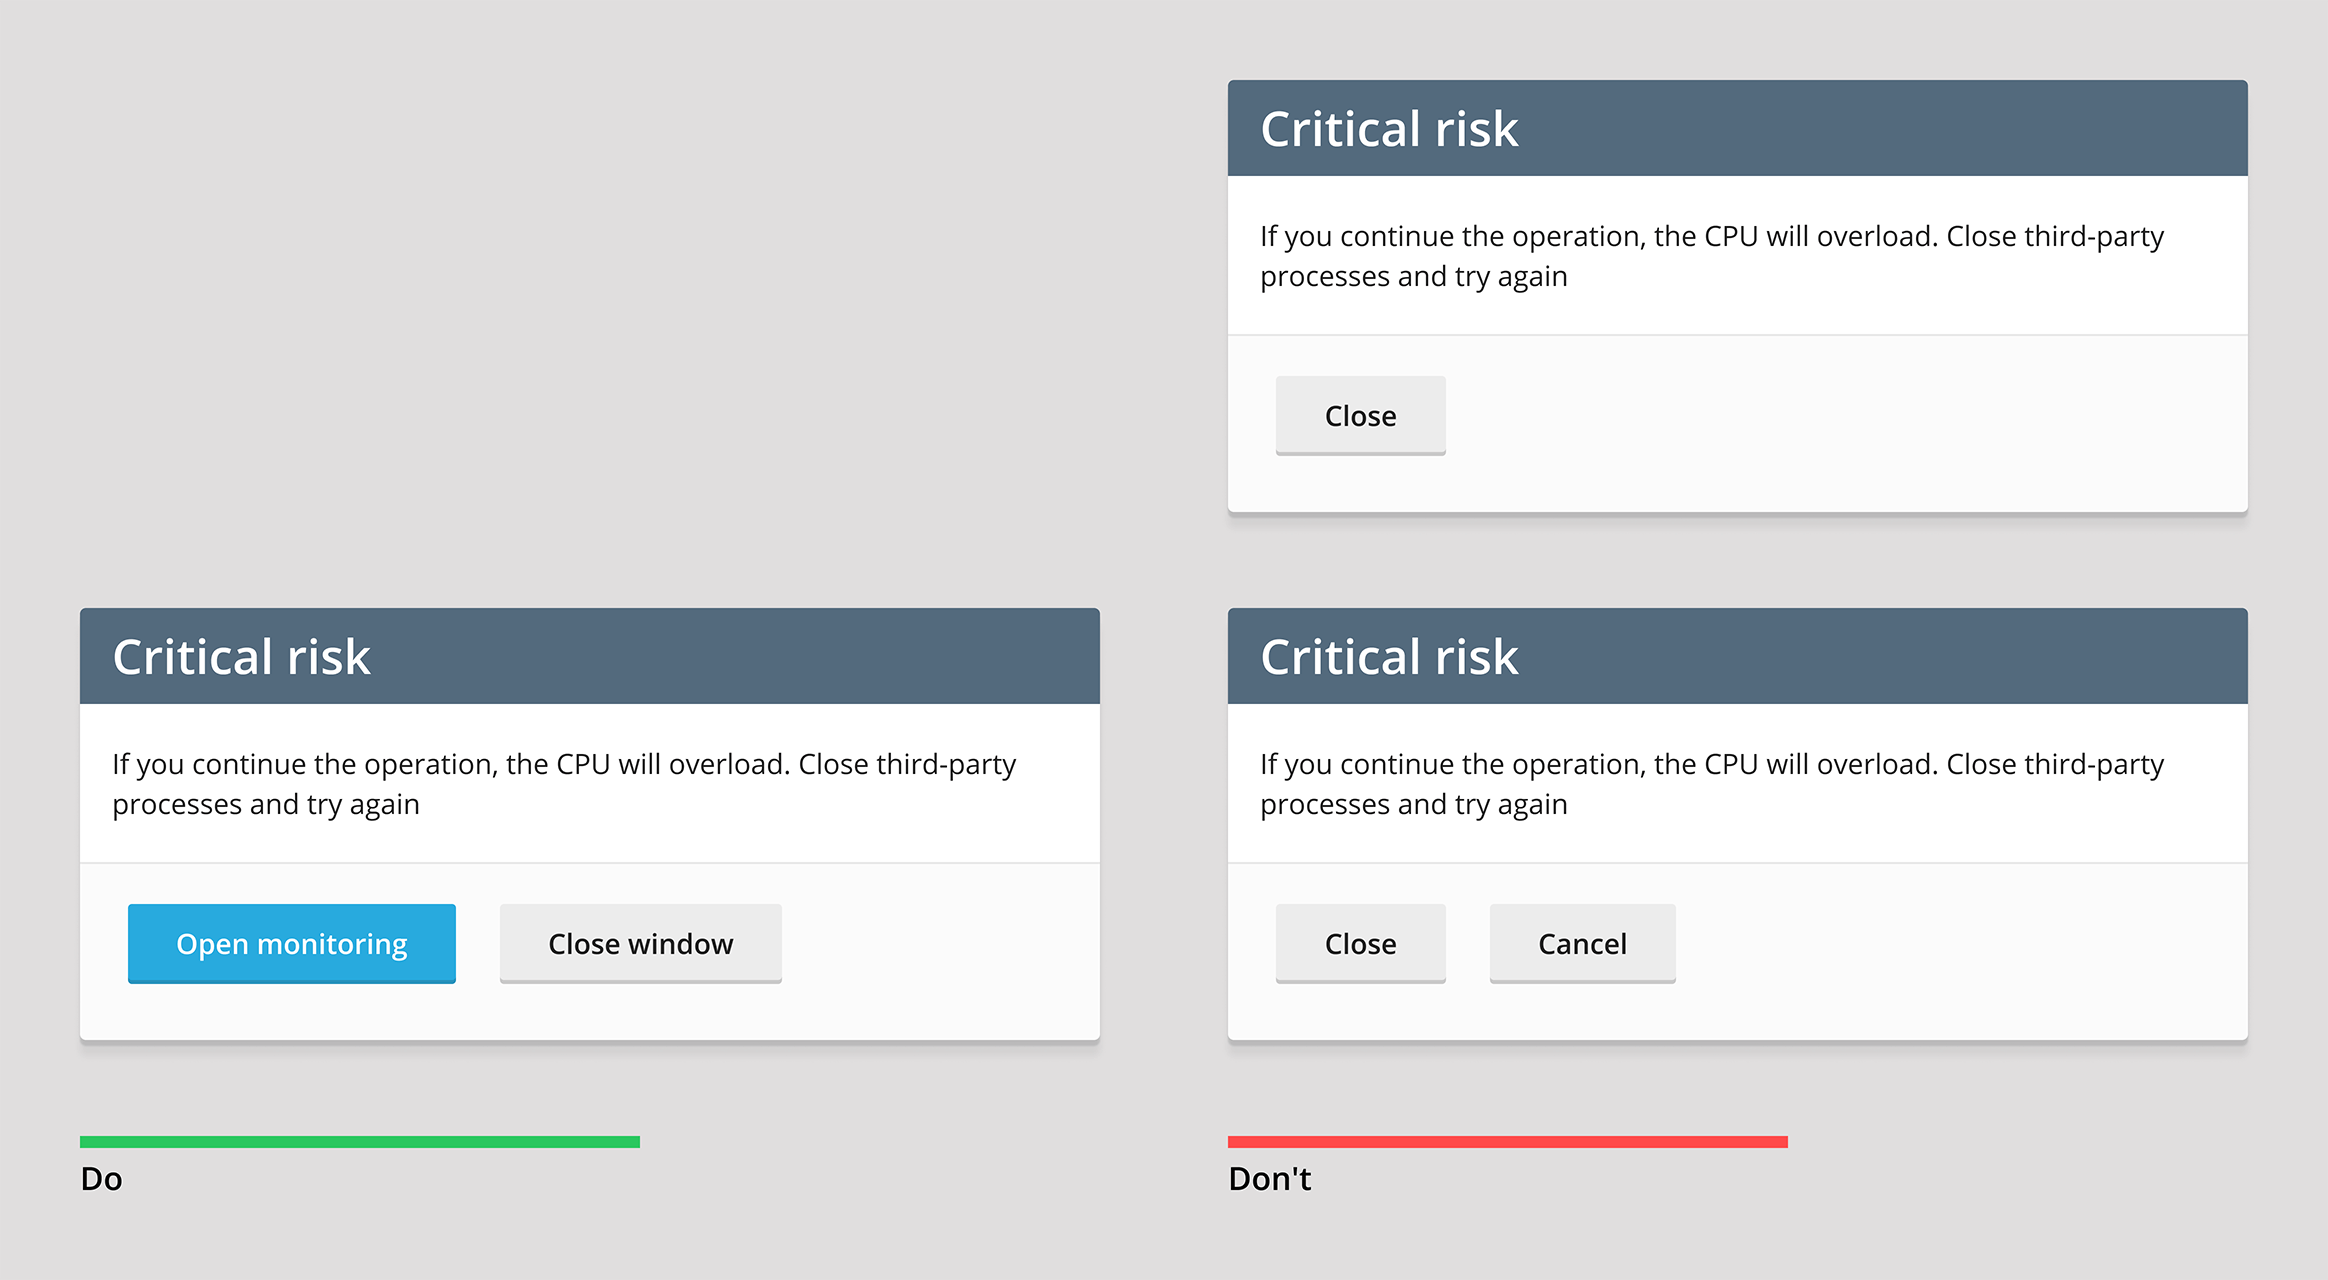 Critical risk
If you continue the operation, the CPU will overload. Close third-party
processes and try again
Close
Critical risk
If you continue the operation, the CPU will overload. Close third-party
processes and try again
Open monitoring
Close window
Critical risk
If you continue the operation, the CPU will overload. Close third-party
processes and try again
Close
Cancel
Do
Don't